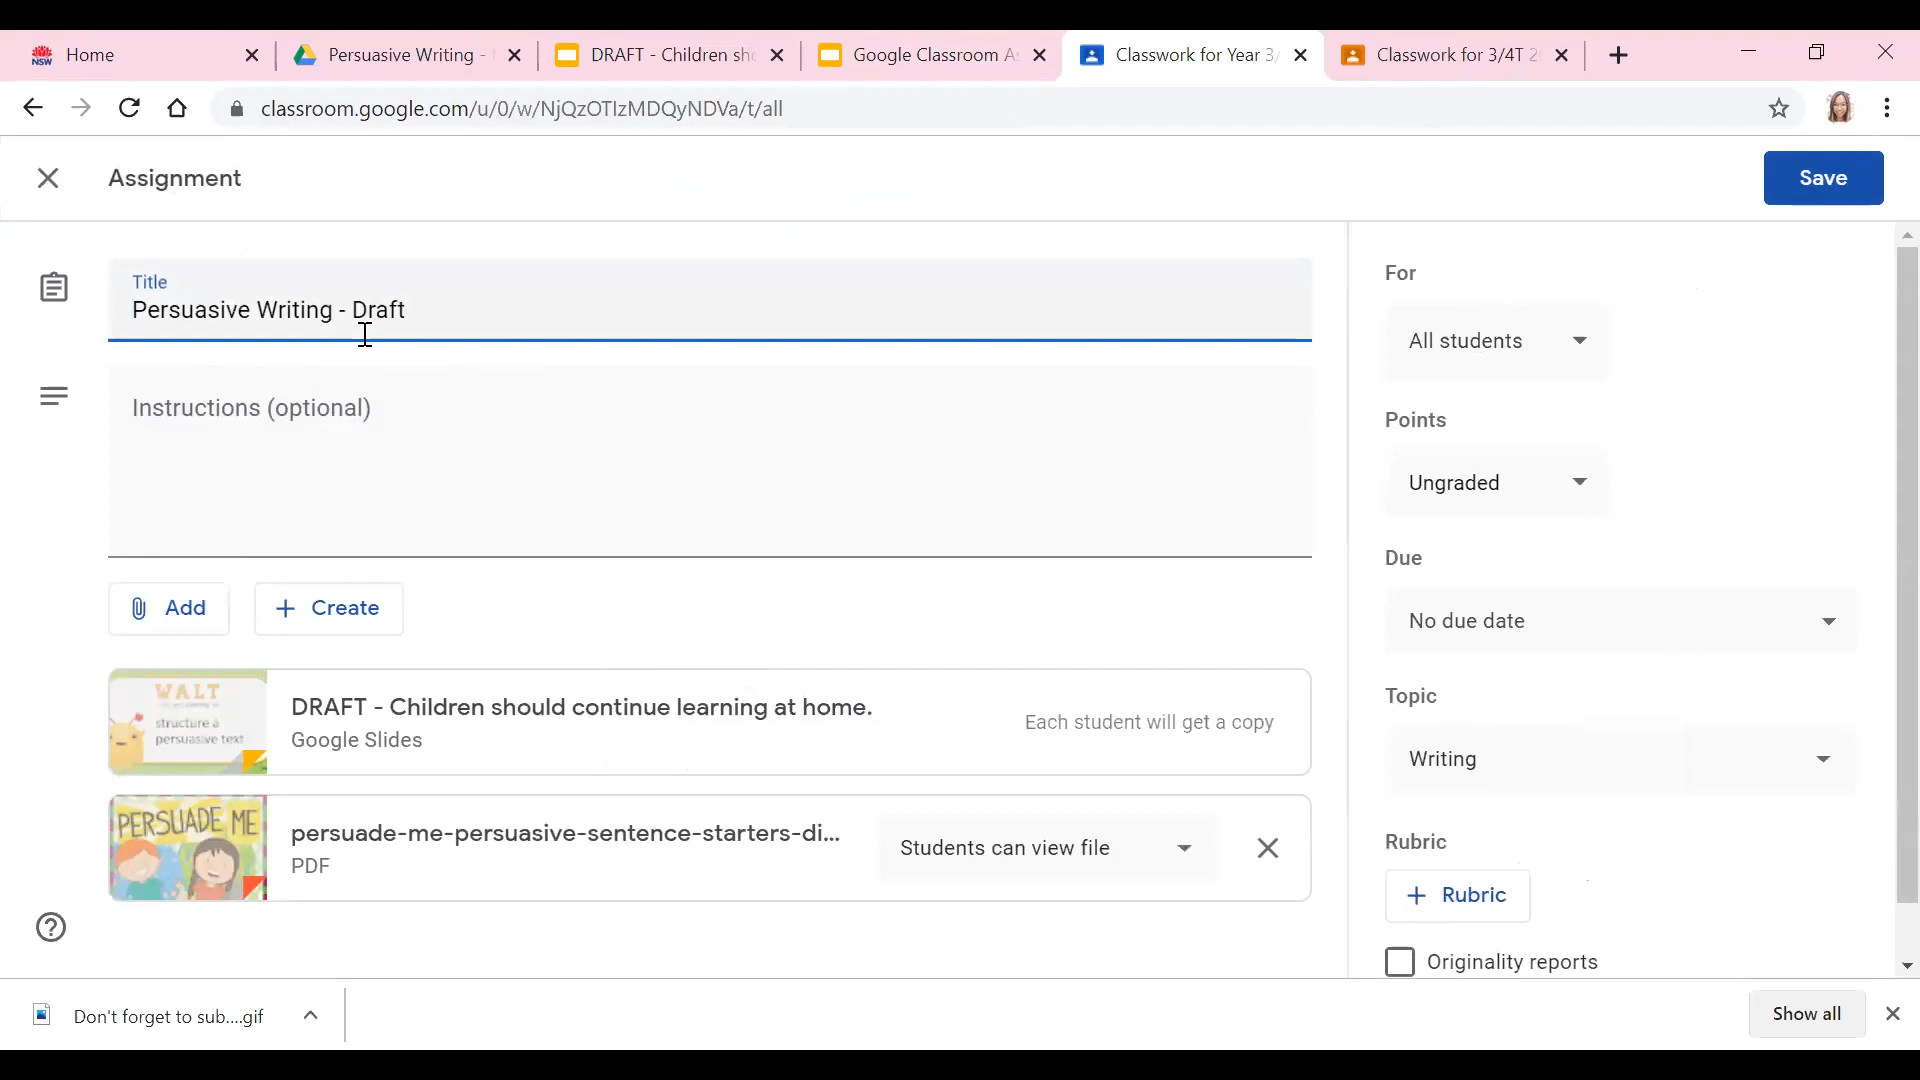 NSW
Home
Persuasive Writing -
DRAFT - Children sh
Google Classroom As
Classwork for Year 3/
Classwork for 3/4T 2
classroom.google.com/u/0/w/NjQzOTIzMDQyNDVa/t/all
Assignment
Save
Title
Persuasive Writing - Draft
Instructions (optional)
Add
Create
WALT
structure a
persuasive text
DRAFT - Children should continue learning at home.
Google Slides
Each student will get a copy
PERSUADE ME
persuade-me-persuasive-sentence-starters-di...
PDF
Students can view file
For
All students
Points
Ungraded
Due
No due date
Topic
Writing
Rubric
Rubric
Originality reports
Don't forget to sub....gif
Show all